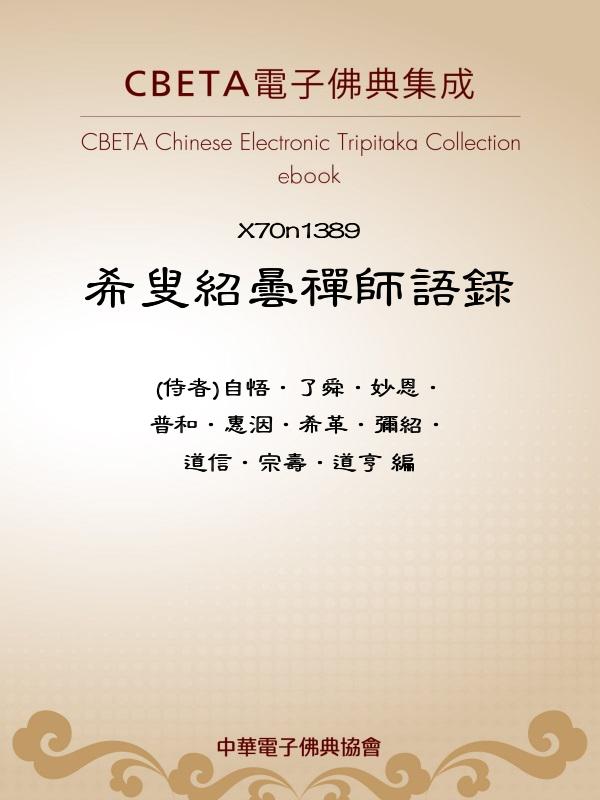 CBETA電子佛典集成
CBETA Chinese Electronic Tripitaka Collection
ebook
X70n1389
希叟紹曇禪師語錄
(侍者)自悟．了舜．妙恩．
普和．惠洇．希革．彌紹．
道信．宗壽．道亨 編
中華電子佛典協會